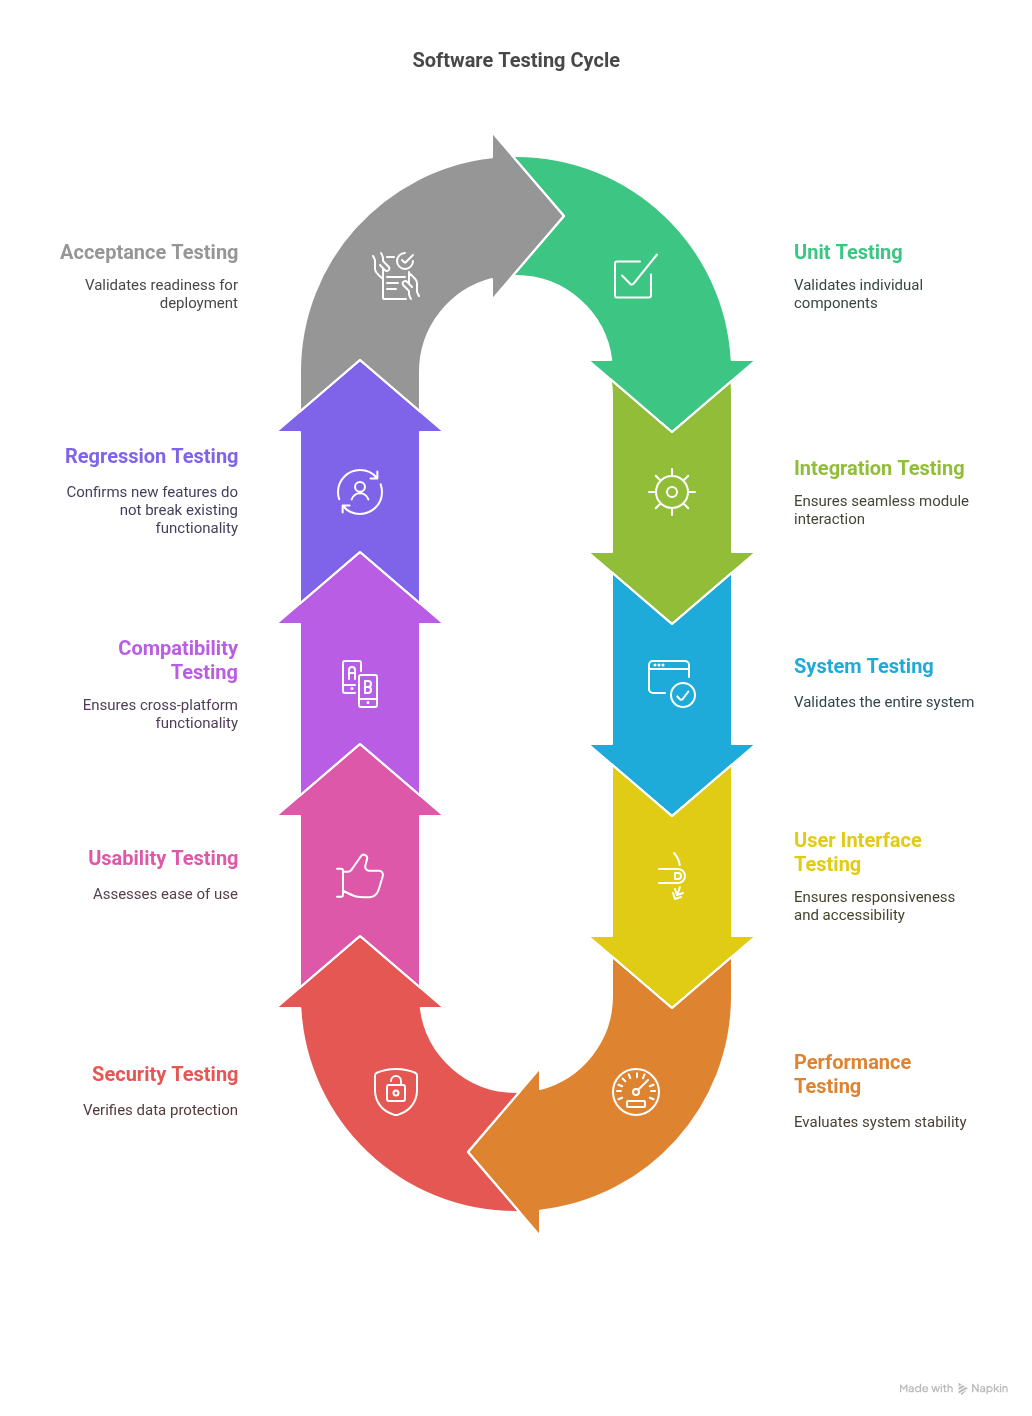 Software Testing Cycle
Acceptance Testing
Validates readiness for
deployment
Unit Testing
Validates individual
components
Regression Testing
Confirms new features do
not break existing
functionality
Integration Testing
Ensures seamless module
interaction
Compatibility
Testing
Ensures cross-platform
functionality
A
B
System Testing
Validates the entire system
Usability Testing
Assesses ease of use
User Interface
Testing
Ensures responsiveness
and accessibility
D
Security Testing
Verifies data protection
Performance
Testing
Evaluates system stability
Made with Napkin